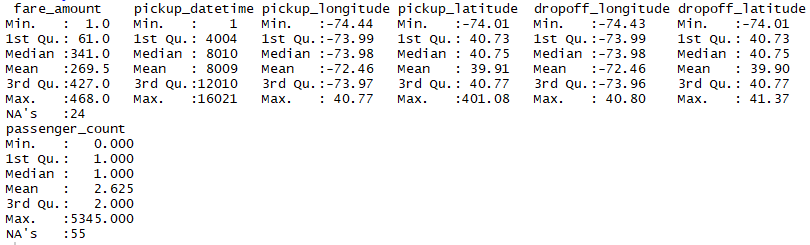 fare_amount pickup_datetime pickup_longitude pickup_latitude dropoff_longitude dropoff_latitude
Min.   :  1.0 Min.   :    1 Min.   :-74.44 Min.   :-74.01 Min.   :-74.43 Min.   :-74.01
1st Qu.: 61.0 1st Qu.: 4004 1st Qu.:-73.99 1st Qu.: 40.73 1st Qu.:-73.99 1st Qu.: 40.73
Median :341.0 Median : 8010 Median :-73.98 Median : 40.75 Median :-73.98 Median : 40.75
Mean   :269.5 Mean   : 8009 Mean   :-72.46 Mean   : 39.91 Mean   :-72.46 Mean   : 39.90
3rd Qu.:427.0 3rd Qu.:12010 3rd Qu.:-73.97 3rd Qu.: 40.77 3rd Qu.:-73.96 3rd Qu.: 40.77
Max.   :468.0 Max.   :16021 Max.   : 40.77 Max.   :401.08 Max.   : 40.80 Max.   : 41.37
NA's   :24
passenger_count
Min.   :   0.000
1st Qu.:   1.000
Median :   1.000
Mean   :   2.625
3rd Qu.:   2.000
Max.   :5345.000
NA's   :55